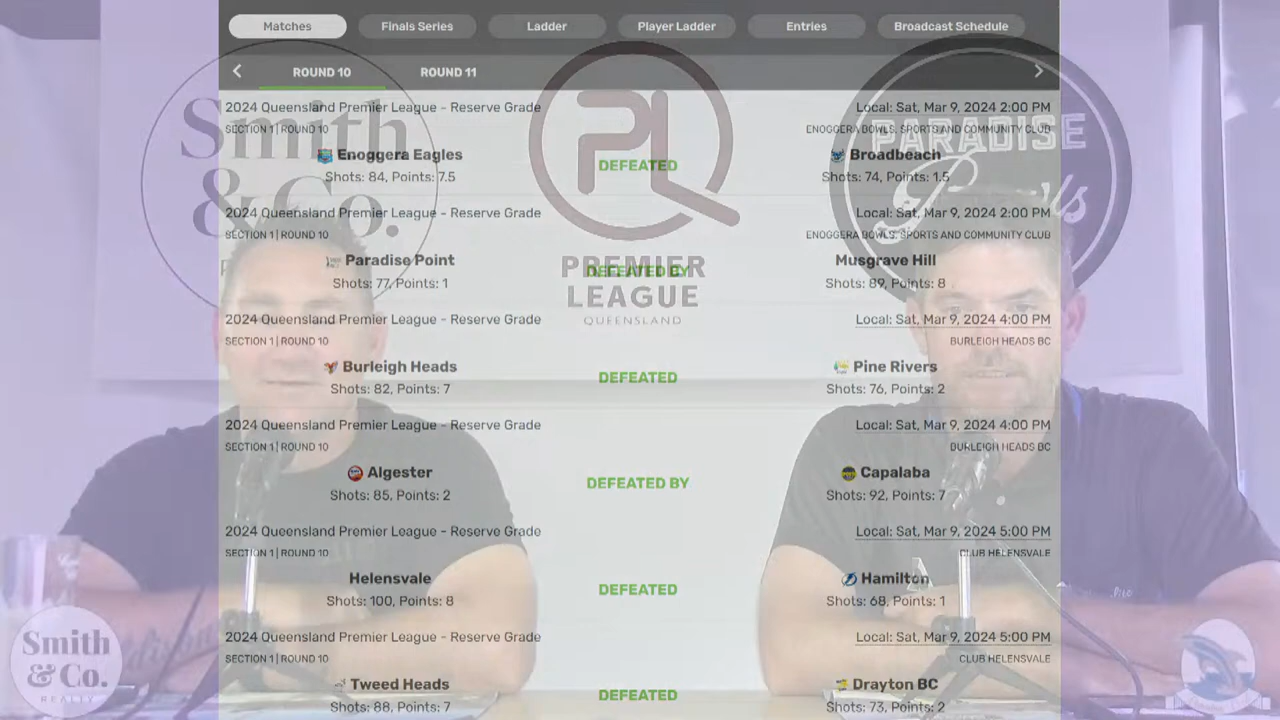 Matches Finals Series Ladder Player Ladder Entries Broadcast Schedule
ROUND 10 ROUND 11
2024 Queensland Premier League - Reserve Grade Local: Sat, Mar 9, 2024 2:00 PM
SECTION 1 | ROUND 10 ENOGGERA BOWLS, SPORTS AND COMMUNITY CLUB
Enoggera Eagles DEFEATED Broadbeach
Shots: 84, Points: 7.5 Shots: 74, Points: 1.5
2024 Queensland Premier League - Reserve Grade Local: Sat, Mar 9, 2024 2:00 PM
SECTION 1 | ROUND 10 ENOGGERA BOWLS, SPORTS AND COMMUNITY CLUB
Paradise Point DEFEATED BY Musgrave Hill
Shots: 77, Points: 1 Shots: 89, Points: 8
2024 Queensland Premier League - Reserve Grade Local: Sat, Mar 9, 2024 4:00 PM
SECTION 1 | ROUND 10 BURLEIGH HEADS BC
Burleigh Heads DEFEATED Pine Rivers
Shots: 82, Points: 7 Shots: 76, Points: 2
2024 Queensland Premier League - Reserve Grade Local: Sat, Mar 9, 2024 4:00 PM
SECTION 1 | ROUND 10 BURLEIGH HEADS BC
Algester DEFEATED BY Capalaba
Shots: 85, Points: 2 Shots: 92, Points: 7
2024 Queensland Premier League - Reserve Grade Local: Sat, Mar 9, 2024 5:00 PM
SECTION 1 | ROUND 10 CLUB HELENSVALE
Helensvale DEFEATED Hamilton
Shots: 100, Points: 8 Shots: 68, Points: 1
2024 Queensland Premier League - Reserve Grade Local: Sat, Mar 9, 2024 5:00 PM
SECTION 1 | ROUND 10 CLUB HELENSVALE
Tweed Heads DEFEATED Drayton BC
Shots: 88, Points: 7 Shots: 73, Points: 2
Smith
& Co.
PL
PREMIER
LEAGUE
QUEENSLAND
PARADISE
Smith
& Co.
REALTY